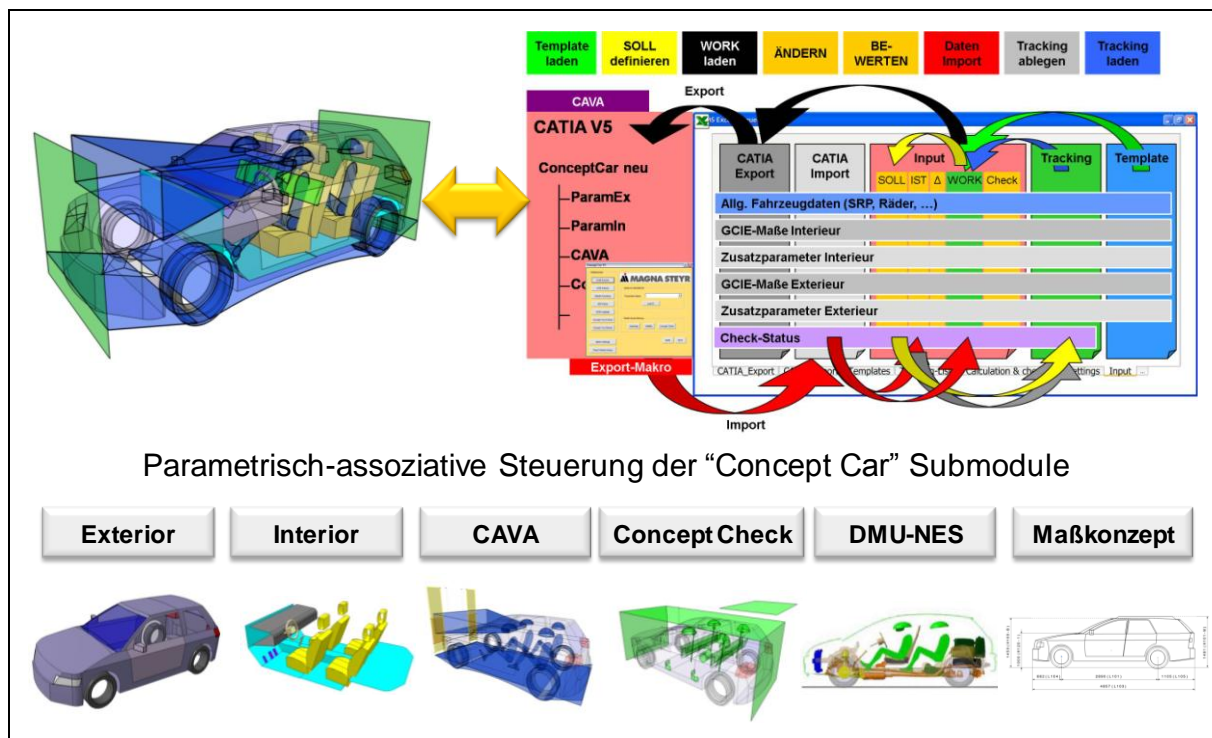 Template
laden
SOLL
definieren
WORK
laden
ÄNDERN
BE-
WERTEN
Daten
Import
Tracking
ablegen
Tracking
laden
Export
CAVA
CATIA V5
ConceptCar neu
ParamEx
ParamIn
CAVA
MAGNA STEYR
Export-Makro
CATIA
Export
CATIA
Import
Input
SOLL IST Δ WORK Check
Tracking
Template
Allg. Fahrzeugdaten (SRP, Räder, ...)
GCIE-Maße Interieur
Zusatzparameter Interieur
GCIE-Maße Exterieur
Zusatzparameter Exterieur
Check-Status
CATIA_Export
Calculation & che
Input
Import
Parametrisch-assoziative Steuerung der “Concept Car” Submodule
Exterior
Interior
CAVA
Concept Check
DMU-NES
Maßkonzept